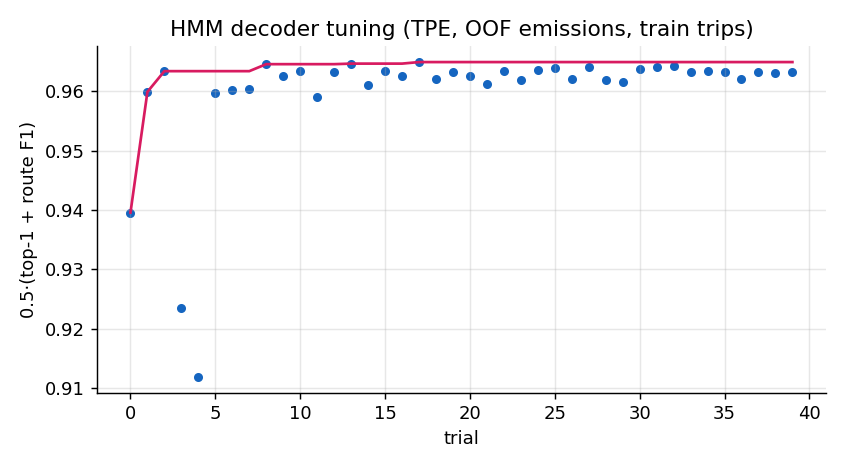 HMM decoder tuning (TPE, OOF emissions, train trips)
0.5·(top-1 + route F1)
0.96
0.95
0.94
0.93
0.92
0.91
0 5 10 15 20 25 30 35 40
trial